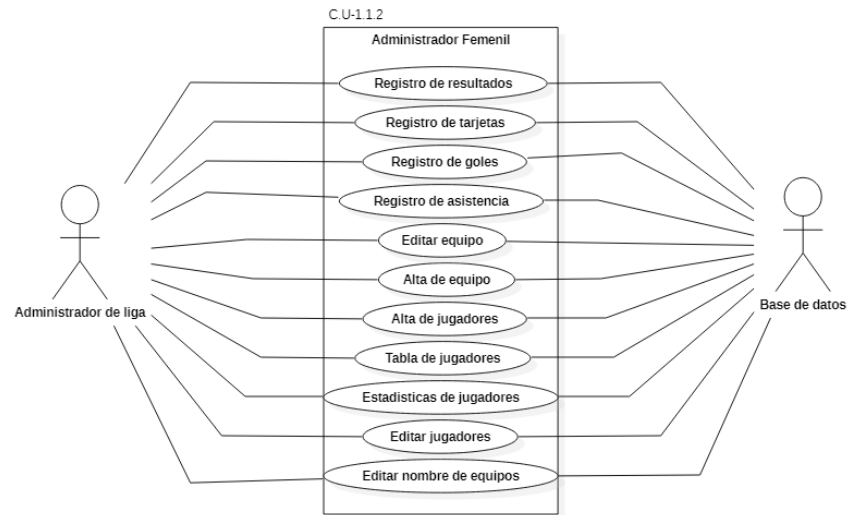 C.U-1.1.2
Administrador Femenil
Registro de resultados
Registro de tarjetas
Registro de goles
Registro de asistencia
Editar equipo
Alta de equipo
Alta de jugadores
Tabla de jugadores
Estadisticas de jugadores
Editar jugadores
Editar nombre de equipos
Administrador de liga
Base de datos